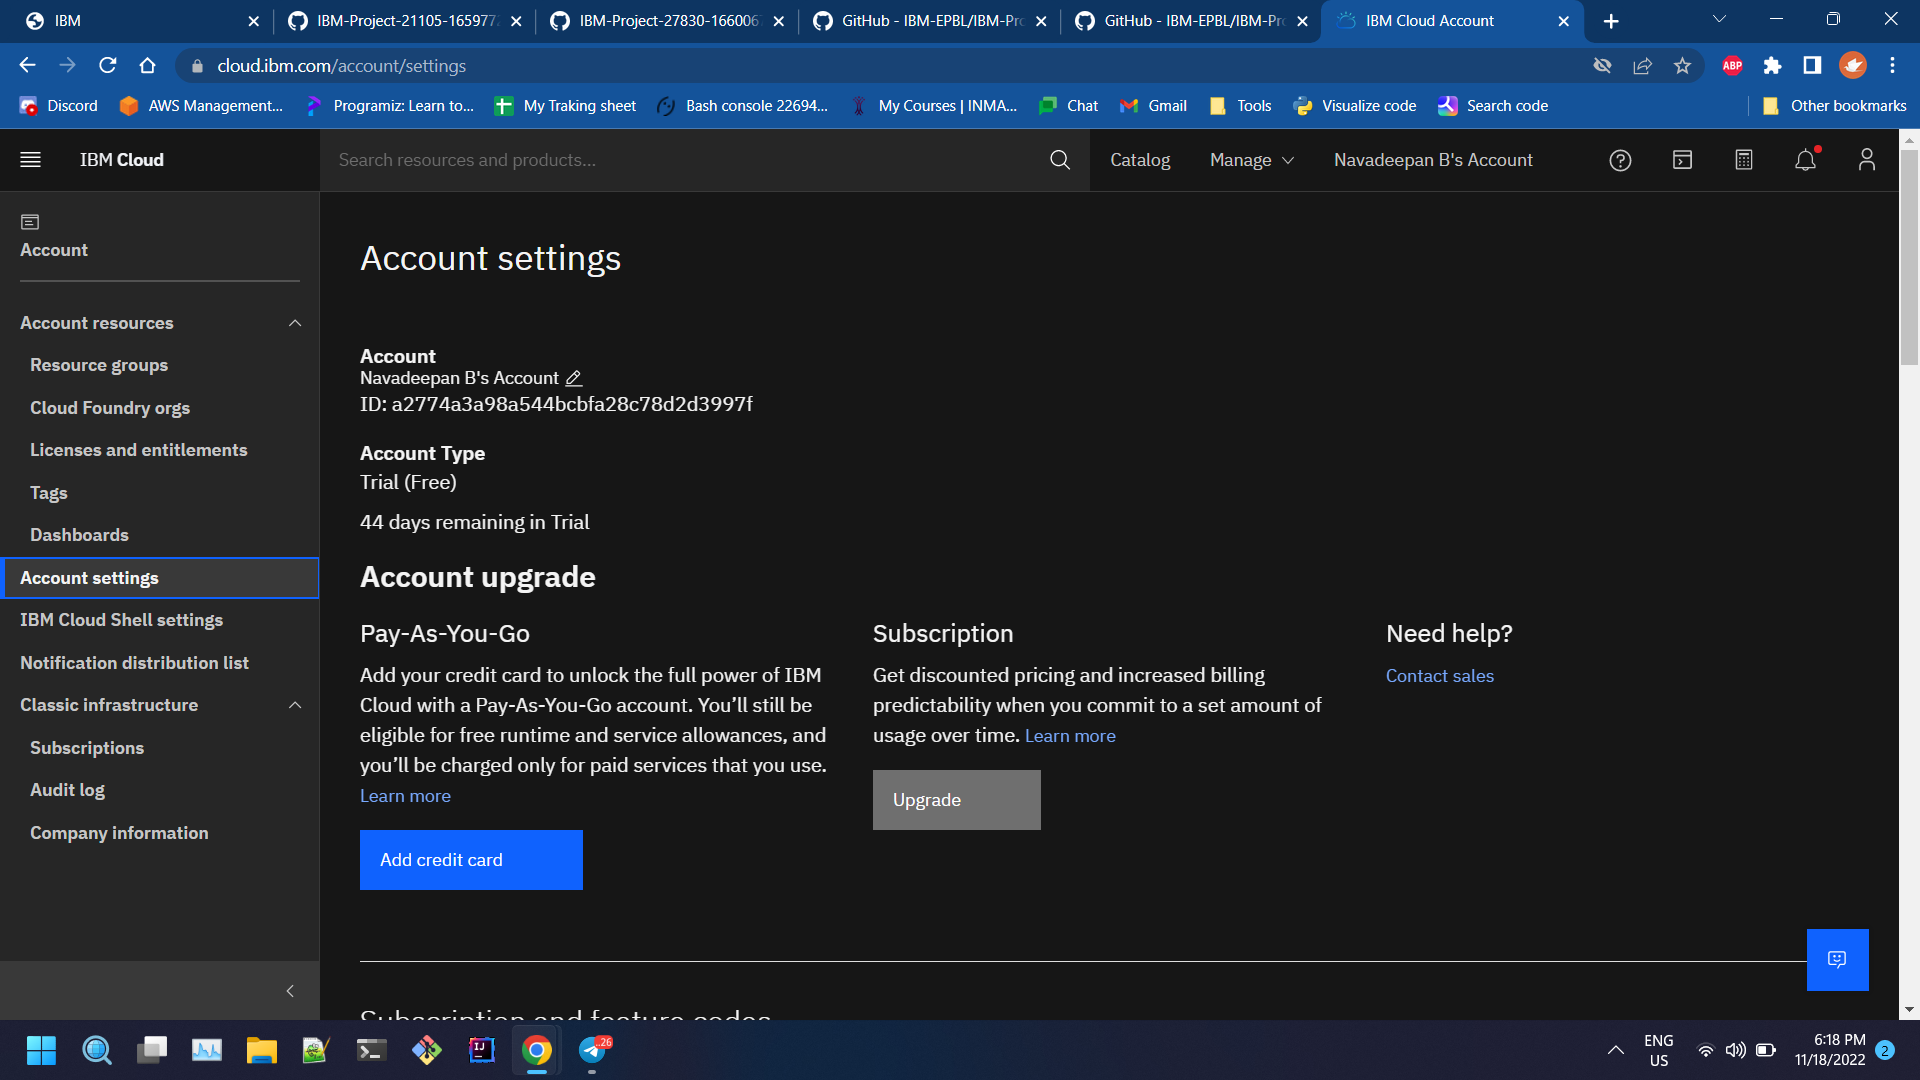 IBM
IBM-Project-21105-165977
IBM-Project-27830-166006
GitHub - IBM-EPBL/IBM-Pro
GitHub - IBM-EPBL/IBM-Pr
IBM Cloud Account
cloud.ibm.com/account/settings
ABP
Discord
AWS Management...
Programiz: Learn to...
My Traking sheet
Bash console 22694...
My Courses | INMA...
Chat
Gmail
Tools
Visualize code
Search code
Other bookmarks
IBM Cloud
Search resources and products...
Catalog
Manage
Navadeepan B's Account
Account
Account resources
Resource groups
Cloud Foundry orgs
Licenses and entitlements
Tags
Dashboards
Account settings
IBM Cloud Shell settings
Notification distribution list
Classic infrastructure
Subscriptions
Audit log
Company information
Account settings
Account
Navadeepan B's Account
ID: a2774a3a98a544bcbfa28c78d2d3997f
Account Type
Trial (Free)
44 days remaining in Trial
Account upgrade
Pay-As-You-Go
Add your credit card to unlock the full power of IBM
Cloud with a Pay-As-You-Go account. You’ll still be
eligible for free runtime and service allowances, and
you’ll be charged only for paid services that you use.
Learn more
Add credit card
Subscription
Get discounted pricing and increased billing
predictability when you commit to a set amount of
usage over time. Learn more
Upgrade
Need help?
Contact sales
Subscription and feature codes
IJ
..26
ENG
US
6:18 PM
11/18/2022
2